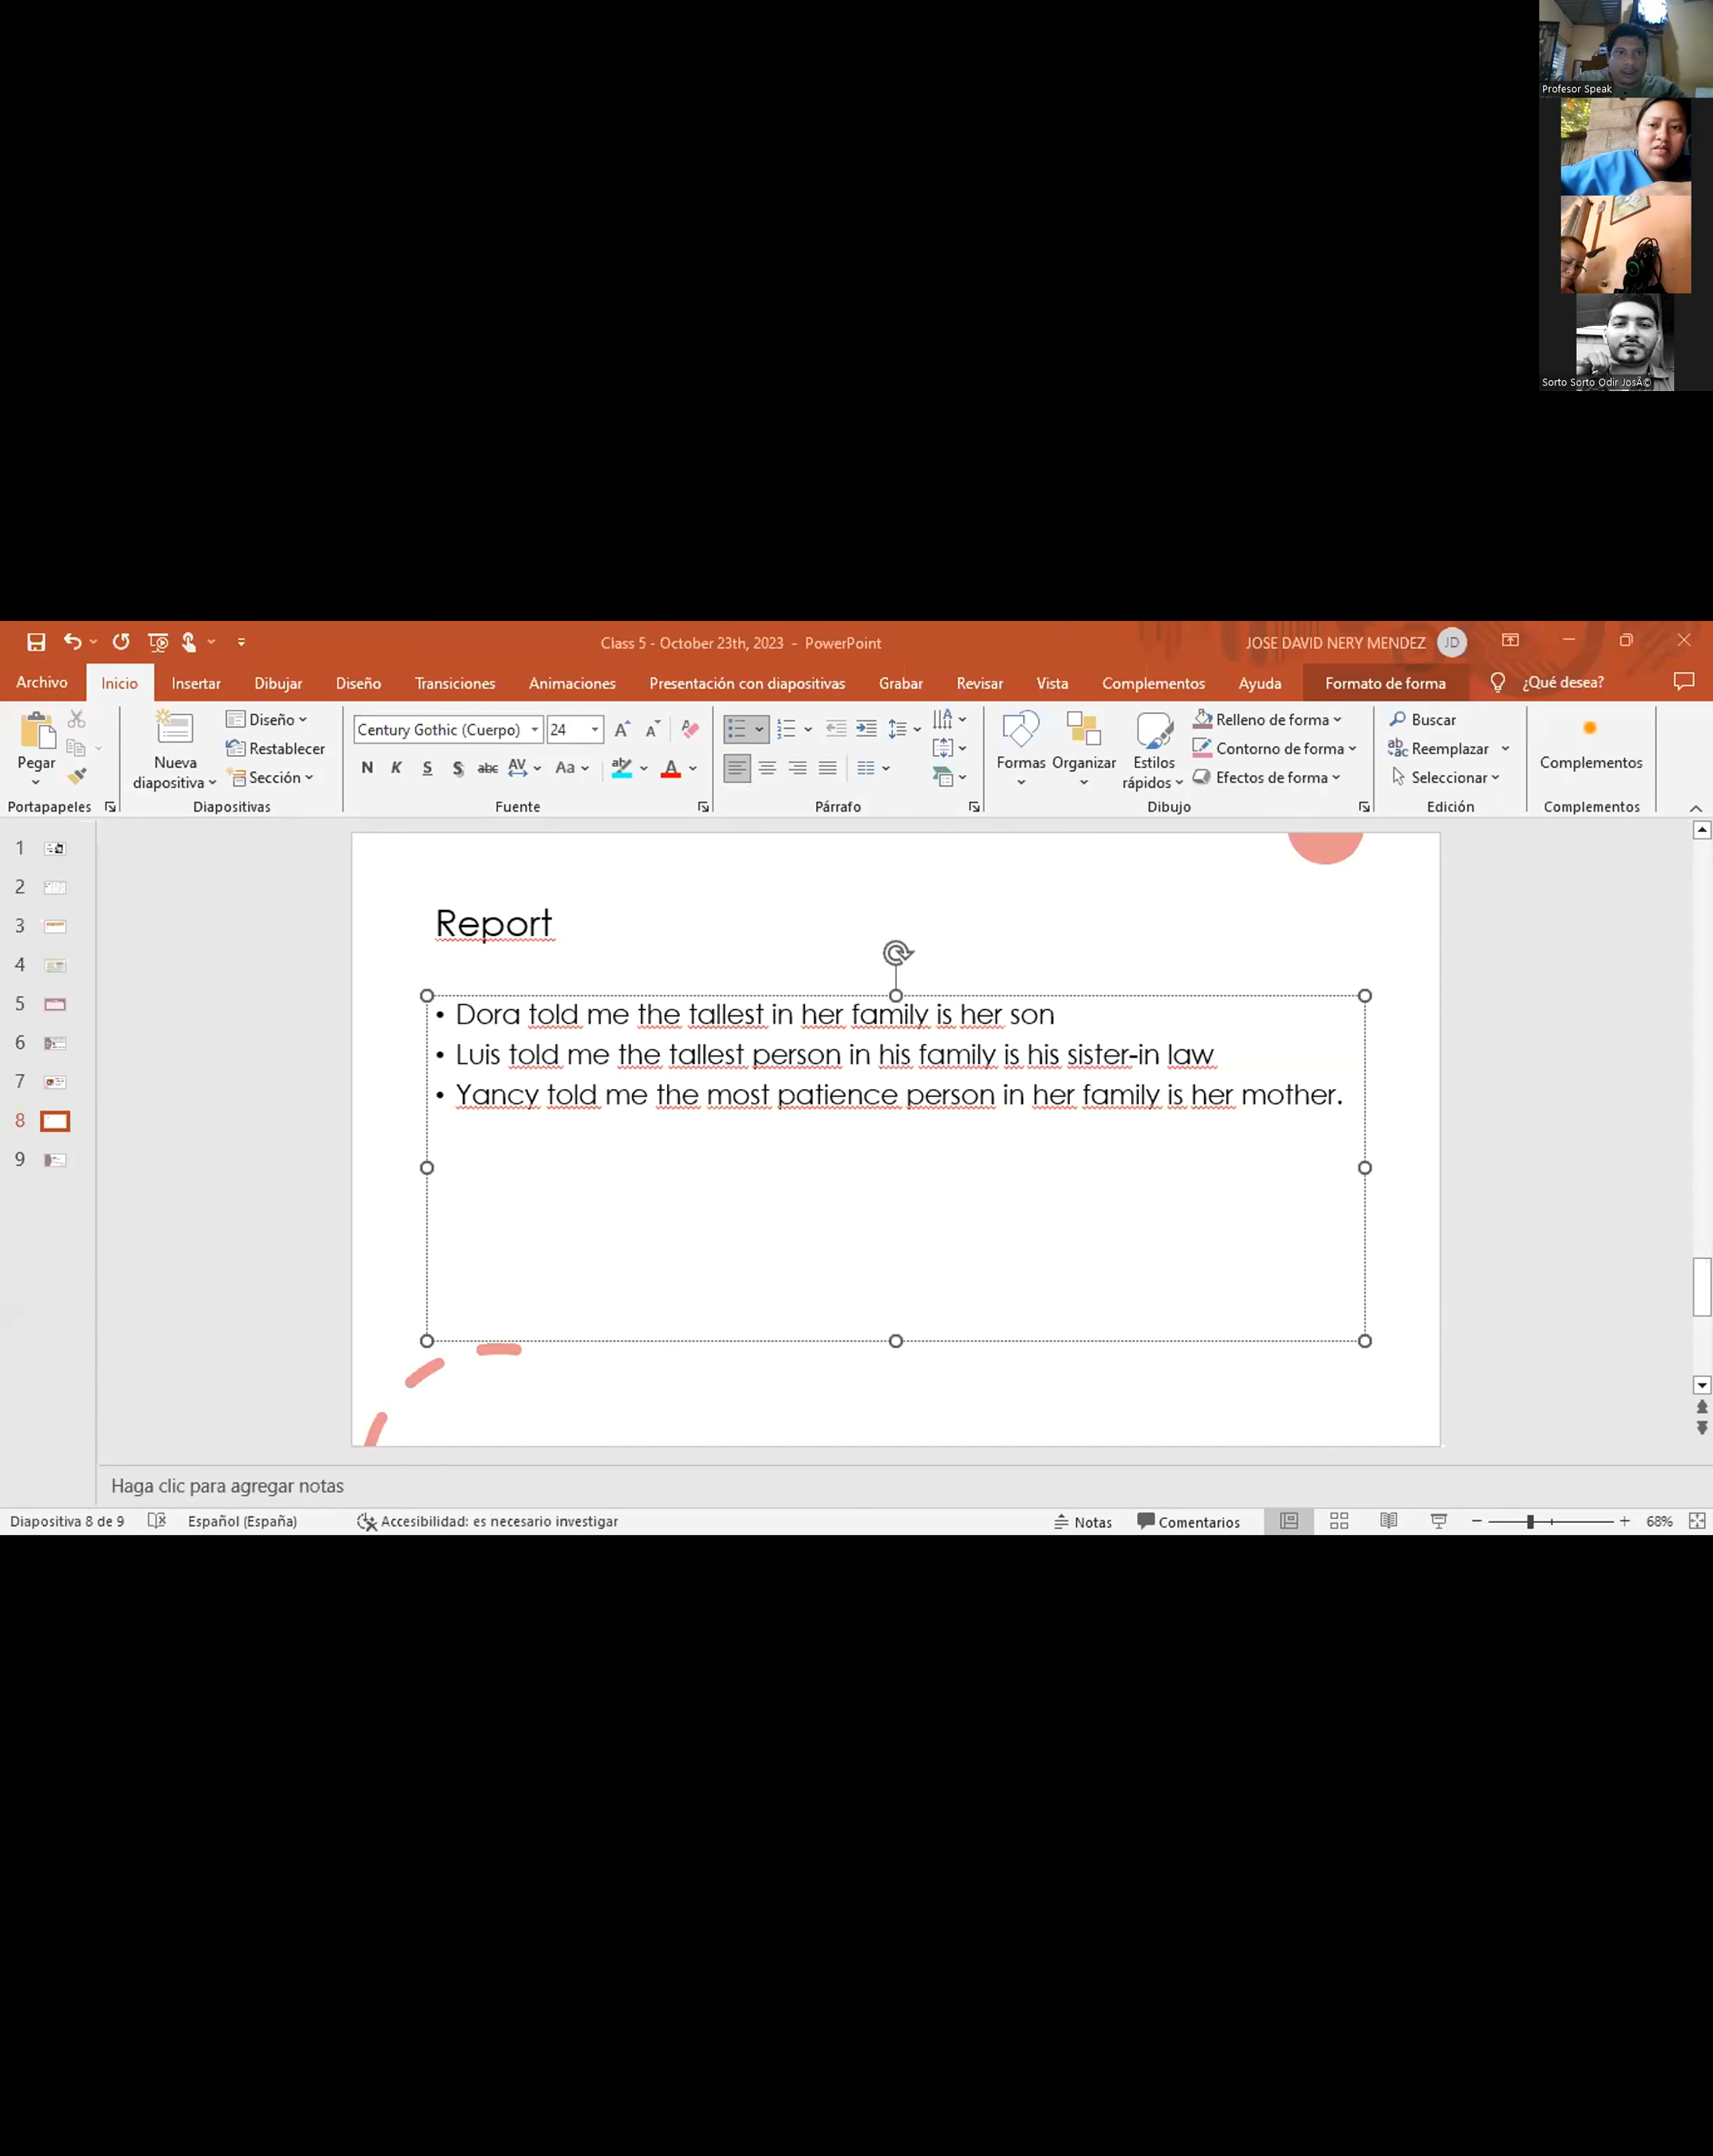 Profesor Speak
Sorto Sorto Odir JosÃ©
Class 5 - October 23th, 2023 - PowerPoint
JOSE DAVID NERY MENDEZ
JD
Archivo
Inicio
Insertar
Dibujar
Diseño
Transiciones
Animaciones
Presentación con diapositivas
Grabar
Revisar
Vista
Complementos
Ayuda
Formato de forma
¿Qué desea?
Pegar
Portapapeles
Nueva
diapositiva
Diseño
Restablecer
Sección
Diapositivas
Century Gothic (Cuerpo)
24
N K S S abc AV Aa A
Fuente
Párrafo
Formas
Organizar
Estilos
rápidos
Relleno de forma
Contorno de forma
Efectos de forma
Dibujo
Buscar
Reemplazar
Seleccionar
Edición
Complementos
Complementos
1
2
3
4
5
6
7
8
9
Report
• Dora told me the tallest in her family is her son
• Luis told me the tallest person in his family is his sister-in law
• Yancy told me the most patience person in her family is her mother.
Haga clic para agregar notas
Diapositiva 8 de 9
Español (España)
Accesibilidad: es necesario investigar
Notas
Comentarios
68%